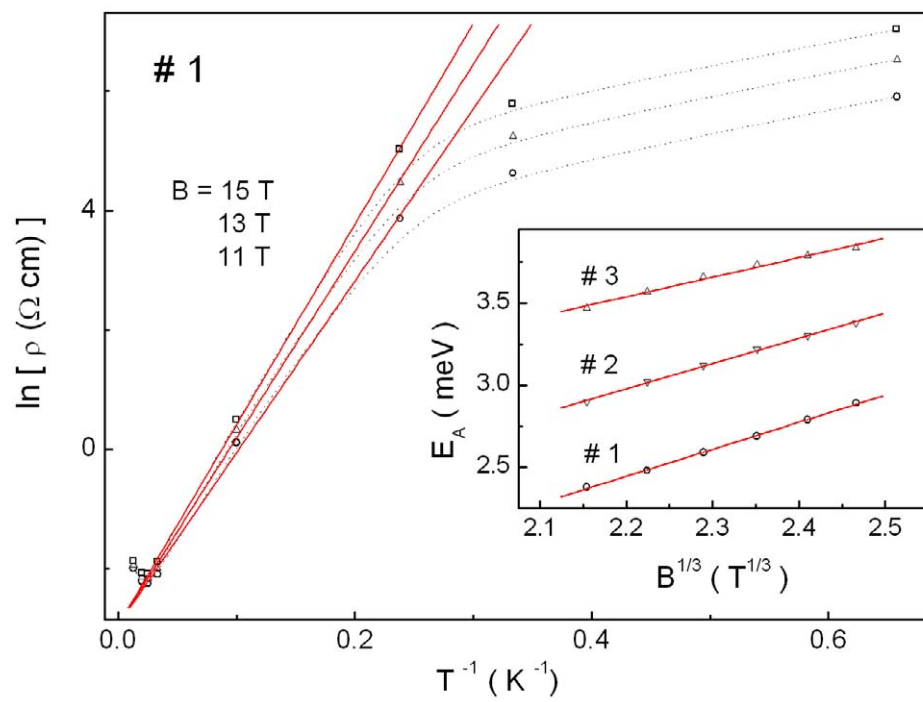 # 1
B = 15 T
13 T
11 T
ln [ ρ (Ω cm) ]
4
0
0.0 0.2 0.4 0.6
T⁻¹ ( K⁻¹ )
# 3
# 2
# 1
E_A ( meV )
3.5
3.0
2.5
2.1 2.2 2.3 2.4 2.5
B^1/3 ( T^1/3 )